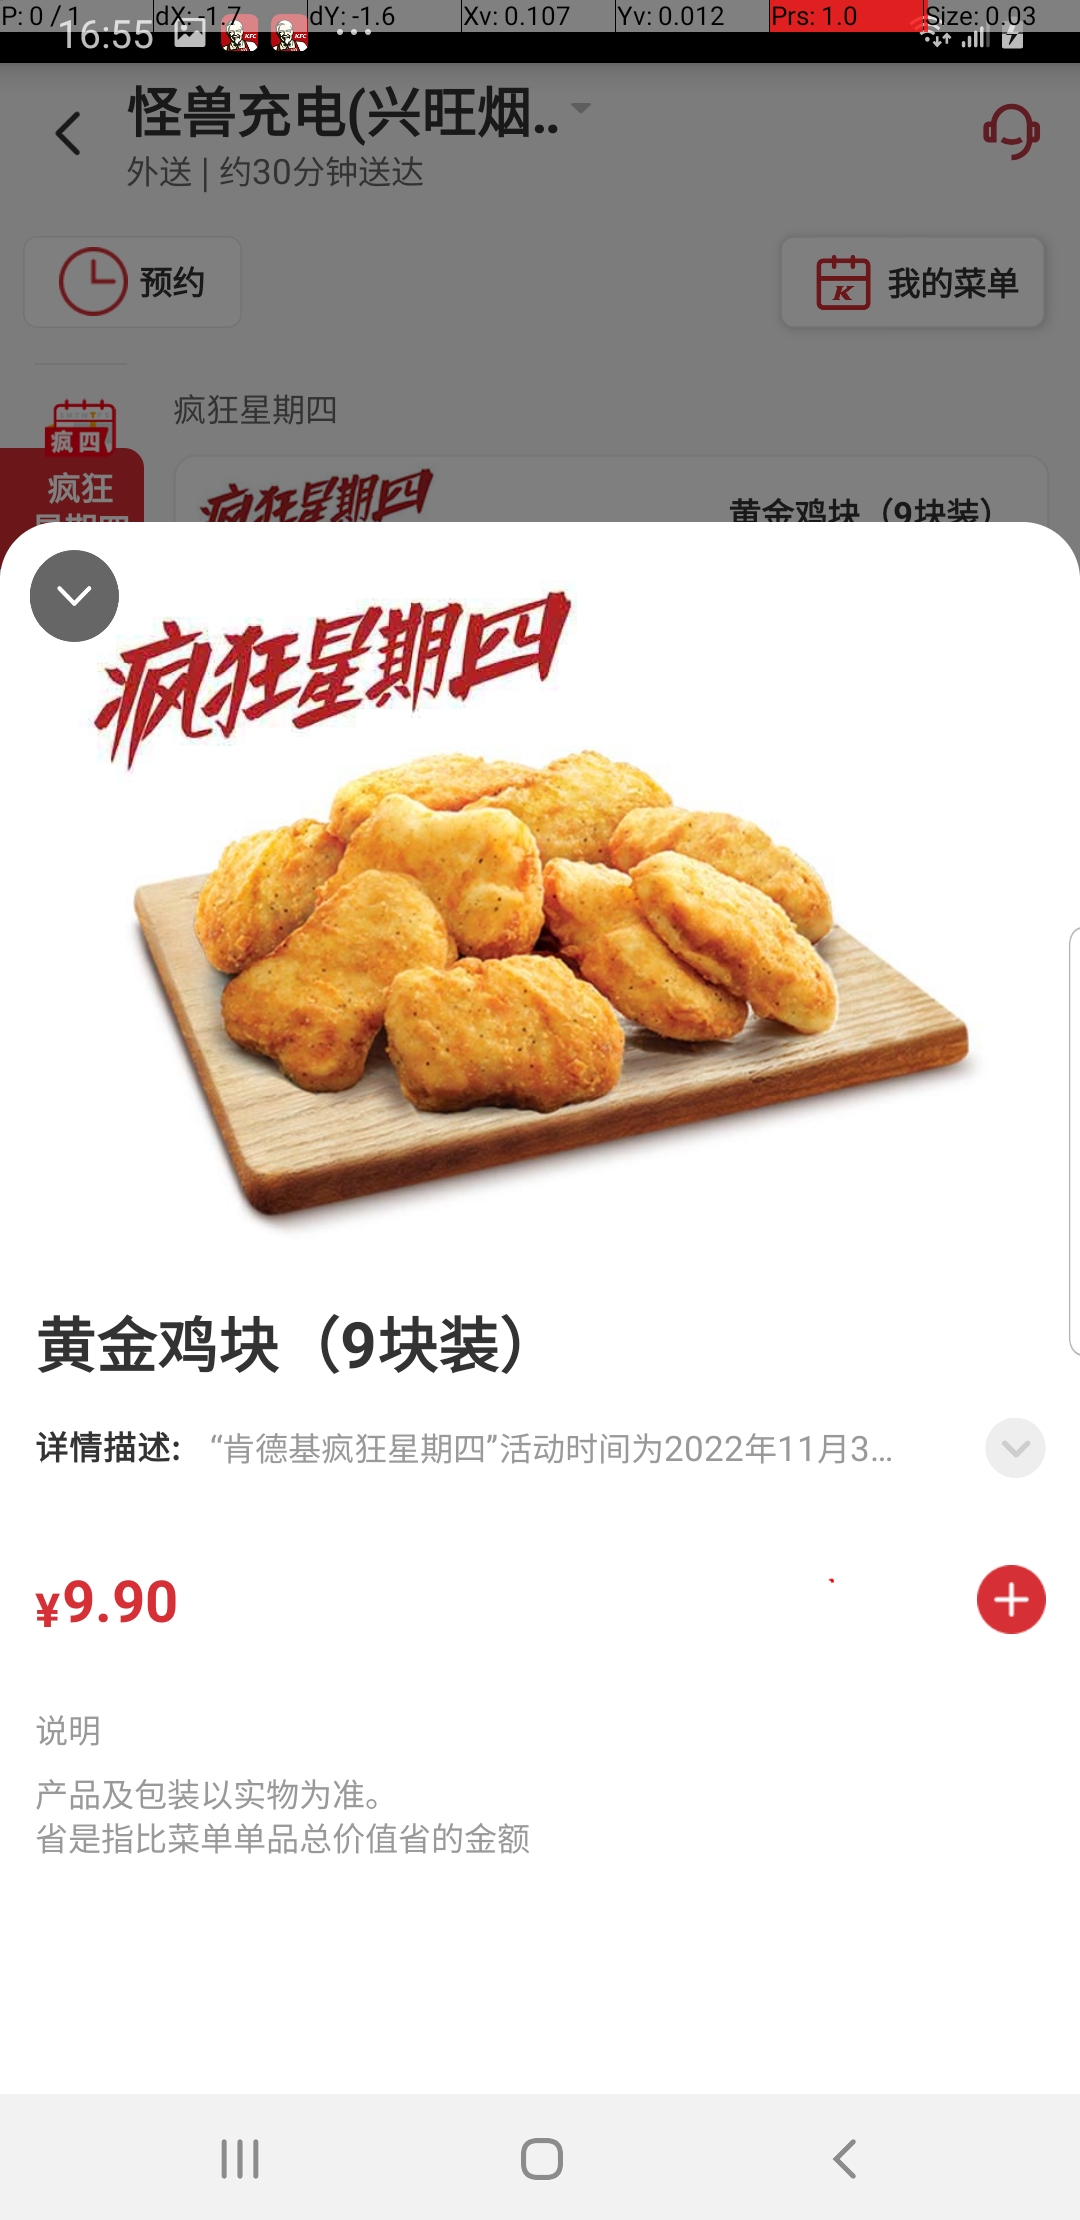 P: 0 / 1 dX: -1.7 dY: -1.6 Xv: 0.107 Yv: 0.012 Prs: 1.0 Size: 0.03
16:55
怪兽充电(兴旺烟..
外送 | 约30分钟送达
预约
K
我的菜单
疯四
疯狂
星期四
疯狂星期四
疯狂星期四
黄金鸡块（9块装）
疯狂星期四
黄金鸡块（9块装）
详情描述: “肯德基疯狂星期四”活动时间为2022年11月3...
¥9.90
说明
产品及包装以实物为准。
省是指比菜单单品总价值省的金额